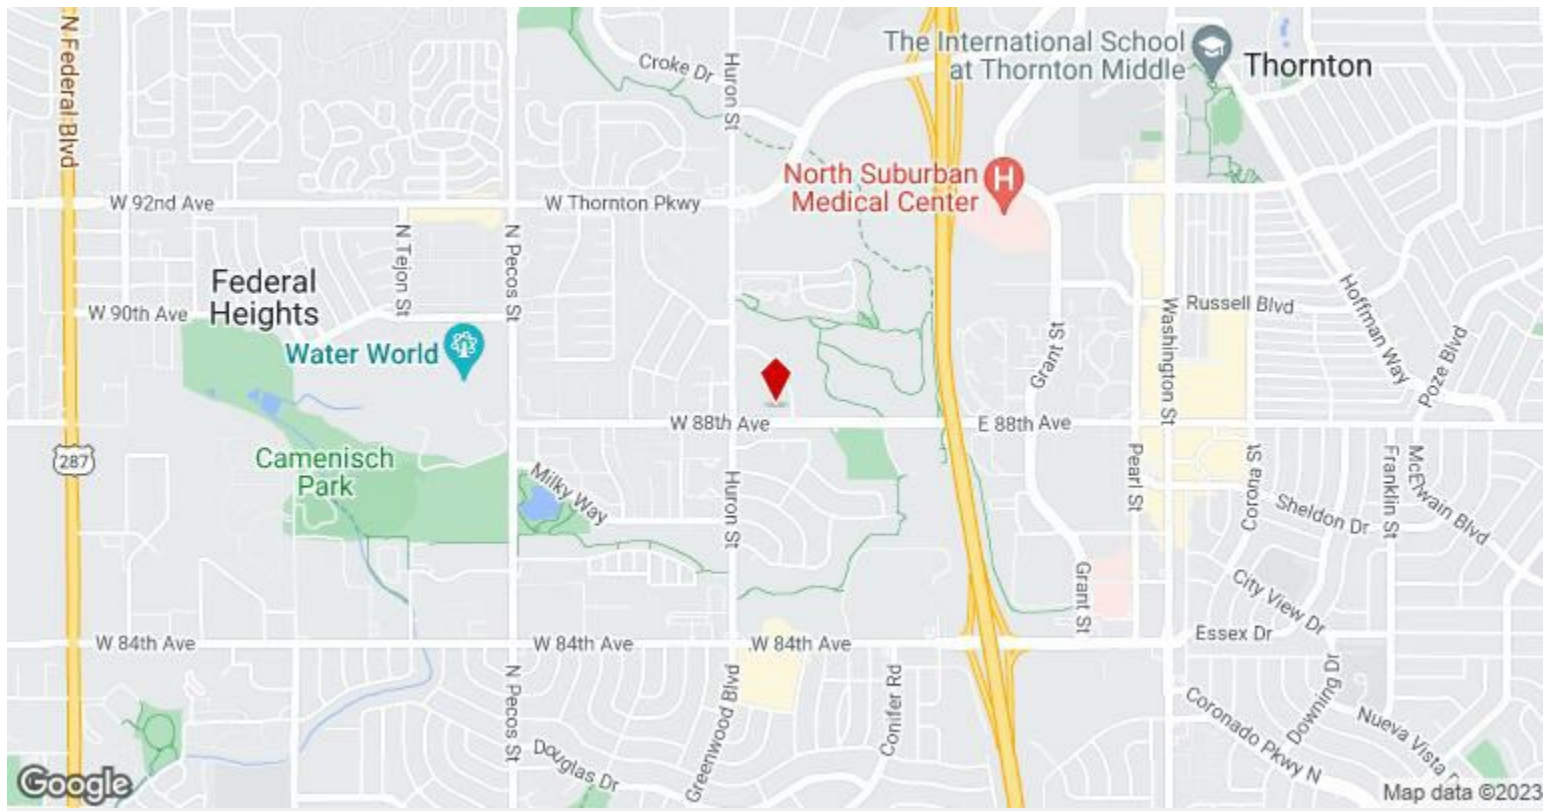 N Federal Blvd
Croke Dr
Huron St
The International School
at Thornton Middle
Thornton
North Suburban
Medical Center
H
W 92nd Ave
W Thornton Pkwy
N Tejon St
N Pecos St
Federal
Heights
W 90th Ave
Water World
Russell Blvd
Hoffman Way
Washington St
Grant St
Poze Blvd
W 88th Ave
E 88th Ave
287
Camenisch
Park
Milky Way
Huron St
Pearl St
Corona St
Franklin St
McElwain Blvd
Sheldon Dr
Grant St
City View Dr
Essex Dr
W 84th Ave
W 84th Ave
W 84th Ave
N Pecos St
Greenwood Blvd
Conifer Rd
Douglas Dr
Coronado Pkwy N
Downing Dr
Nueva Vista
Google
Map data ©2023